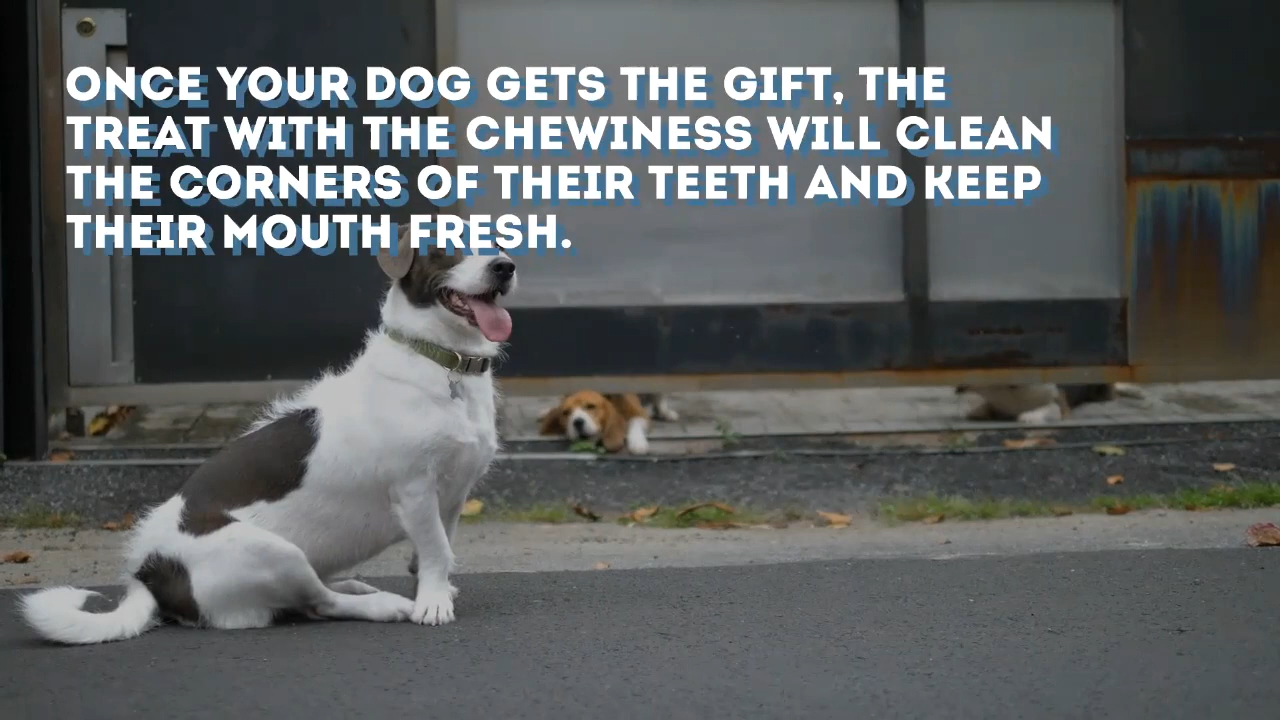 ONCE YOUR DOG GETS THE GIFT, THE
TREAT WITH THE CHEWINESS WILL CLEAN
THE CORNERS OF THEIR TEETH AND KEEP
THEIR MOUTH FRESH.